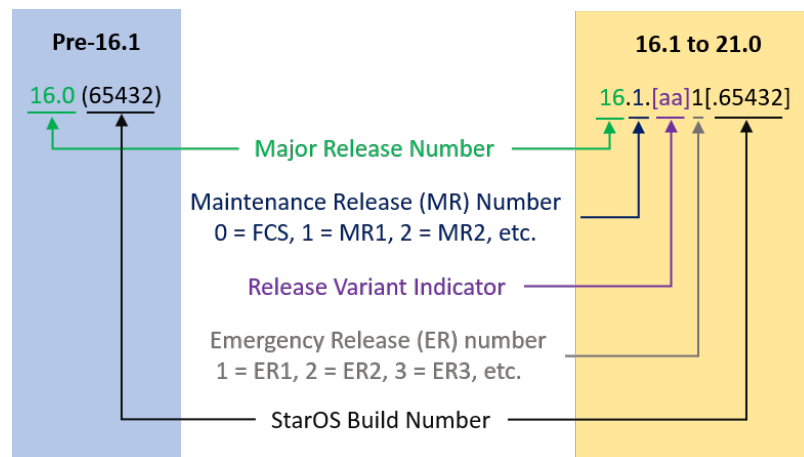 Pre-16.1
16.1 to 21.0
16.0 (65432)
16.1.[aa]1[.65432]
Major Release Number
Maintenance Release (MR) Number
0 = FCS, 1 = MR1, 2 = MR2, etc.
Release Variant Indicator
Emergency Release (ER) number
1 = ER1, 2 = ER2, 3 = ER3, etc.
StarOS Build Number